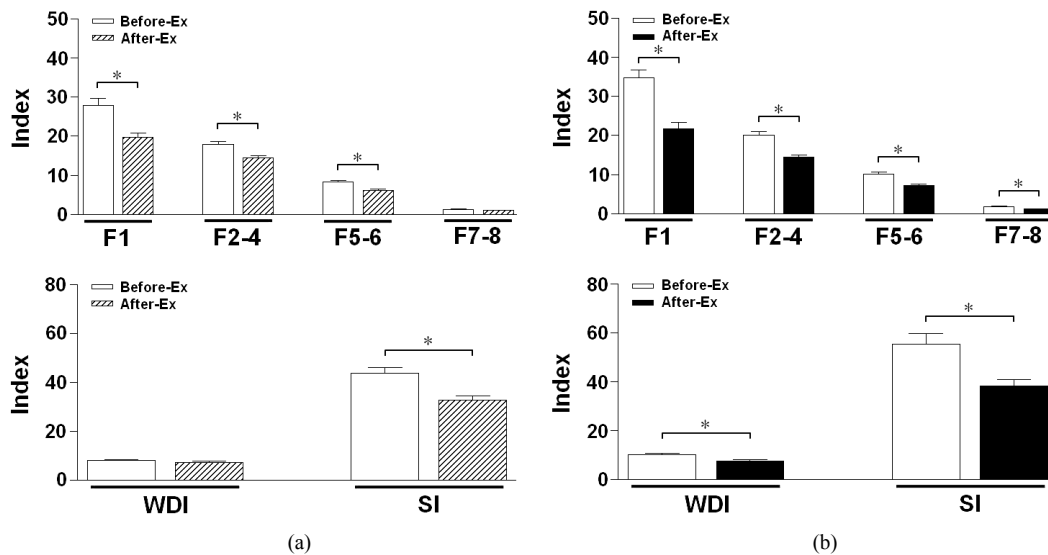 50
40
30
20
10
0
Index
Before-Ex
After-Ex
*
*
*
F1
F2-4
F5-6
F7-8
50
40
30
20
10
0
Index
Before-Ex
After-Ex
*
*
*
*
F1
F2-4
F5-6
F7-8
80
60
40
20
0
Index
Before-Ex
After-Ex
*
WDI
SI
80
60
40
20
0
Index
Before-Ex
After-Ex
*
*
WDI
SI
(a)
(b)